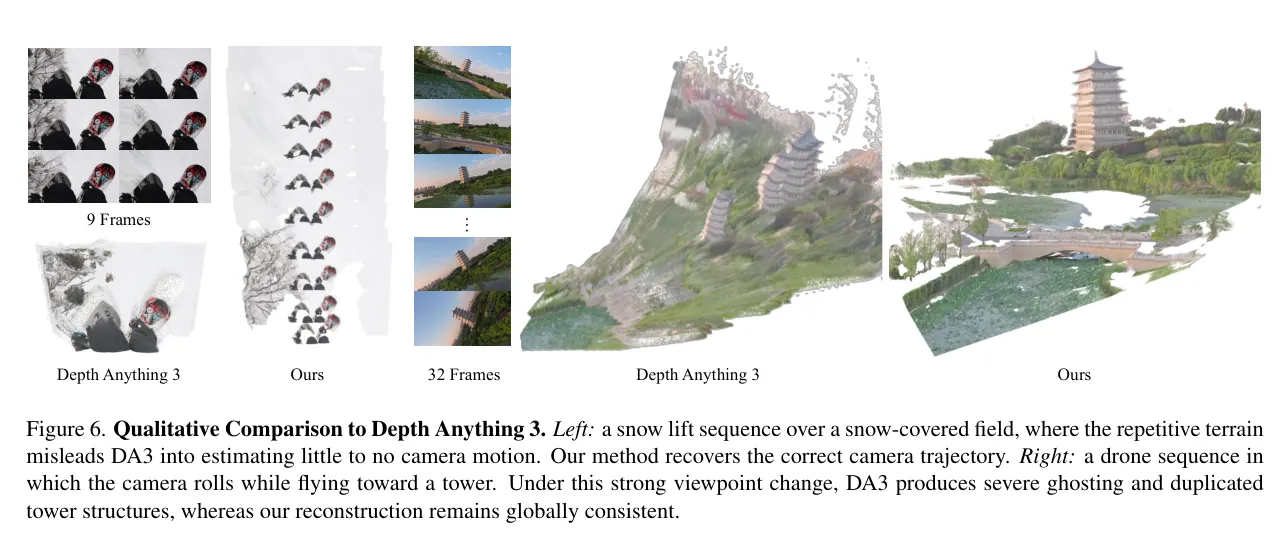 9 Frames
Depth Anything 3
Ours
32 Frames
Depth Anything 3
Ours
Figure 6. Qualitative Comparison to Depth Anything 3. Left: a snow lift sequence over a snow-covered field, where the repetitive terrain
misleads DA3 into estimating little to no camera motion. Our method recovers the correct camera trajectory. Right: a drone sequence in
which the camera rolls while flying toward a tower. Under this strong viewpoint change, DA3 produces severe ghosting and duplicated
tower structures, whereas our reconstruction remains globally consistent.